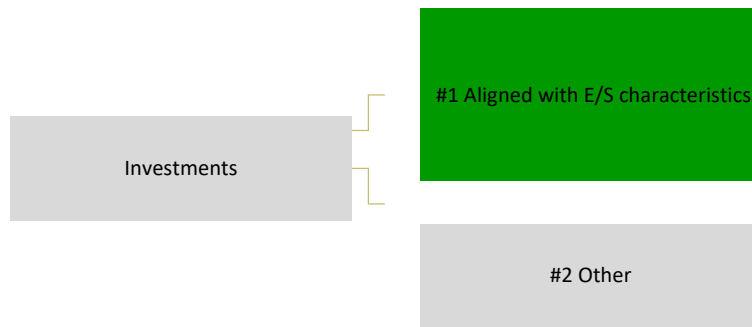 #1 Aligned with E/S characteristics
Investments
#2 Other